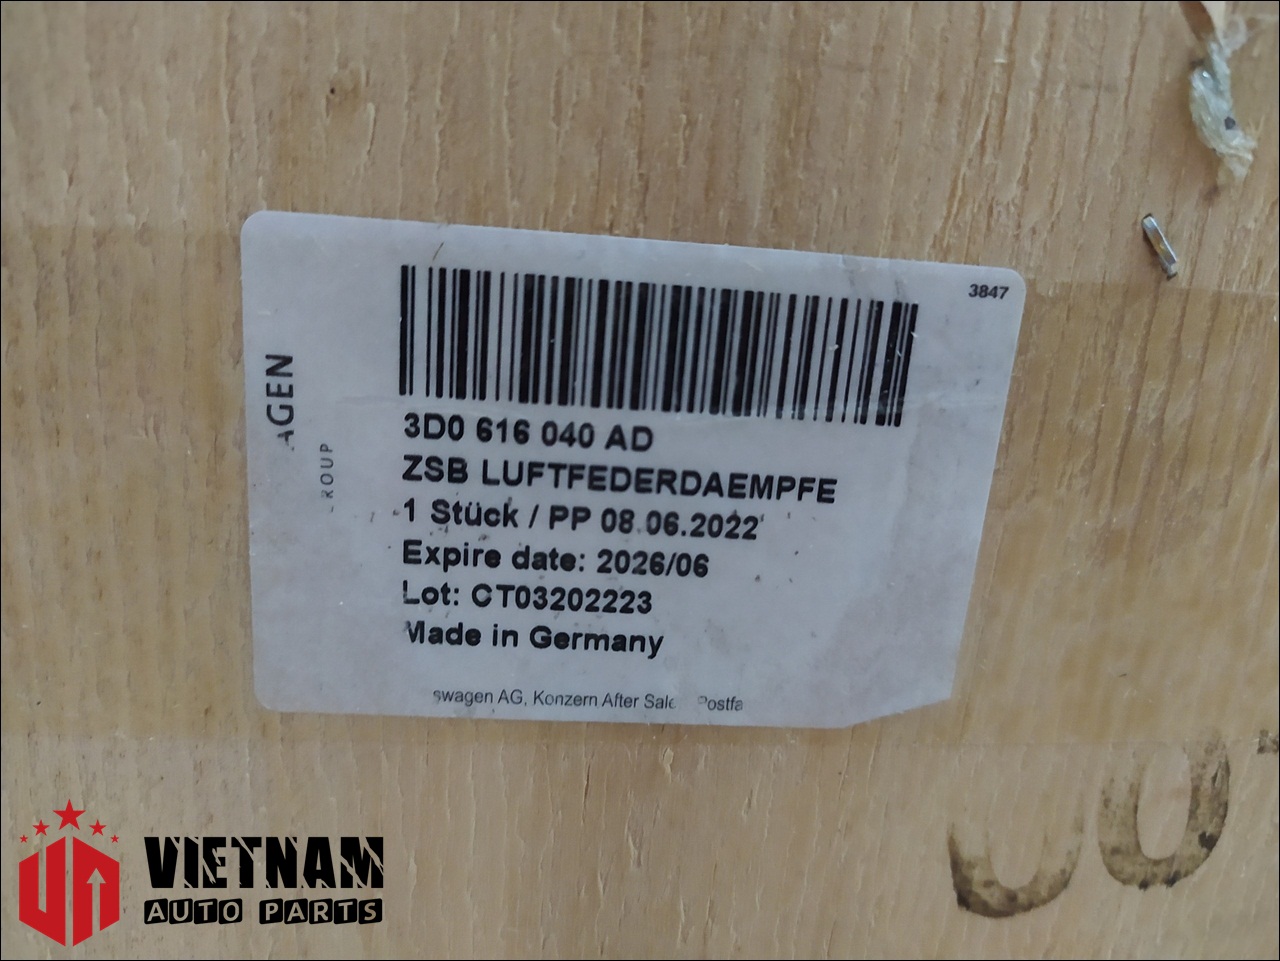 3847
AGEN
ROUP
3D0 616 040 AD
ZSB LUFTFEDERDAEMPFE
1 Stück / PP 08.06.2022
Expire date: 2026/06
Lot: CT03202223
Made in Germany
swagen AG, Konzern After Sale Postfa
VIETNAM
AUTO PARTS